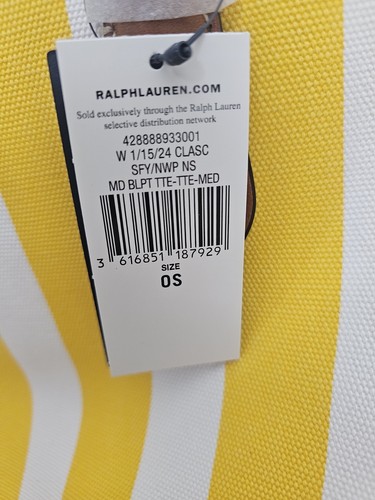 RALPHLAUREN.COM
Sold exclusively through the Ralph Lauren
selective distribution network
428888933001
W 1/15/24 CLASC
SFY/NWP NS
MD BLPT TTE-TTE-MED
3 616851 187929
SIZE
OS